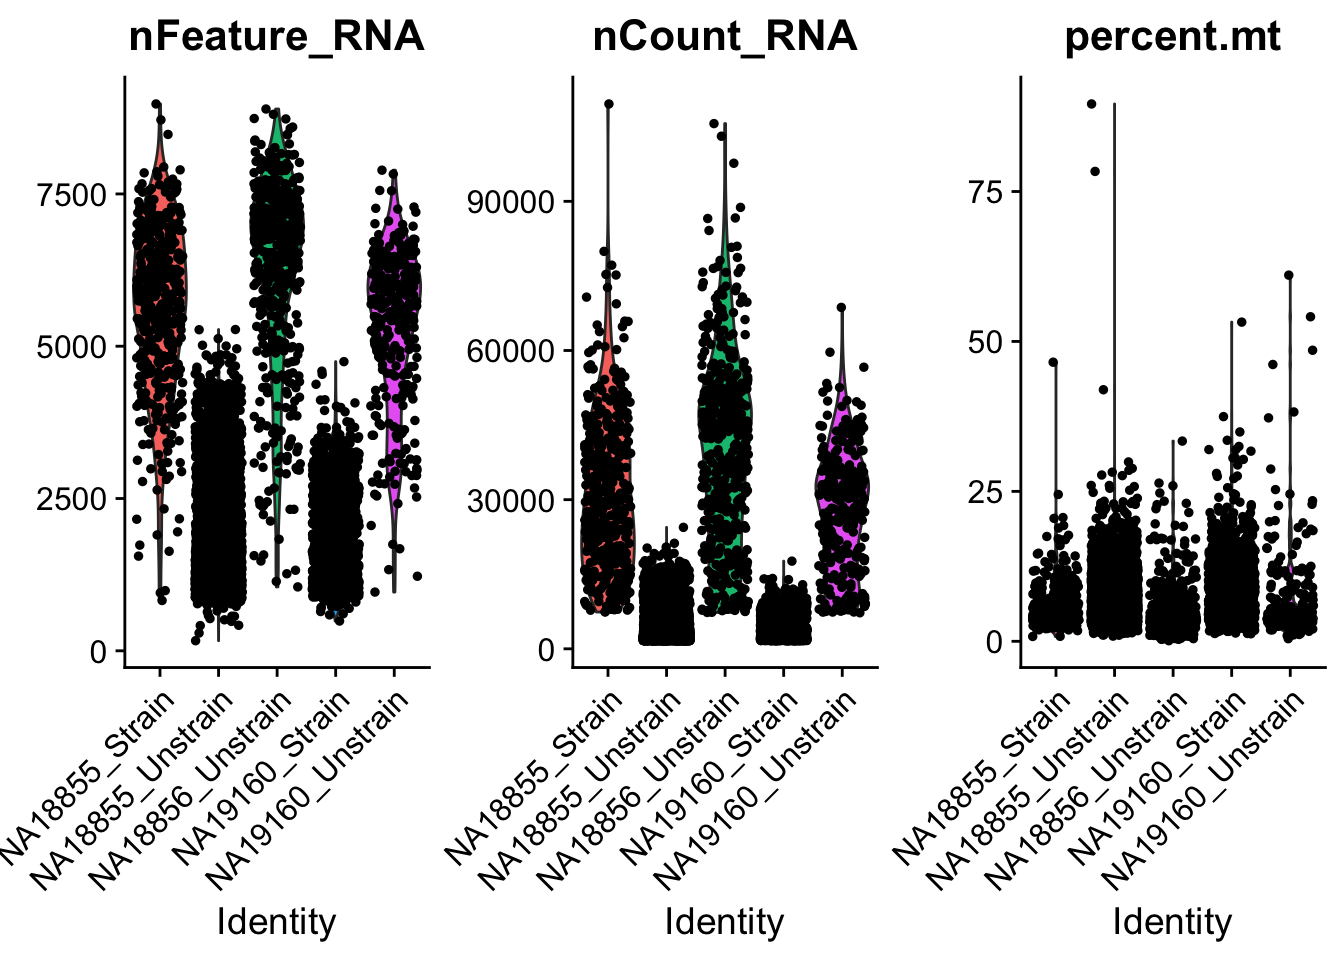 nFeature_RNA
7500
5000
2500
0
NA18855_Strain
NA18855_Unstrain
NA18856_Unstrain
NA19160_Strain
NA19160_Unstrain
Identity
nCount_RNA
90000
60000
30000
0
NA18855_Strain
NA18855_Unstrain
NA18856_Unstrain
NA19160_Strain
NA19160_Unstrain
Identity
percent.mt
75
50
25
0
NA18855_Strain
NA18855_Unstrain
NA18856_Unstrain
NA19160_Strain
NA19160_Unstrain
Identity